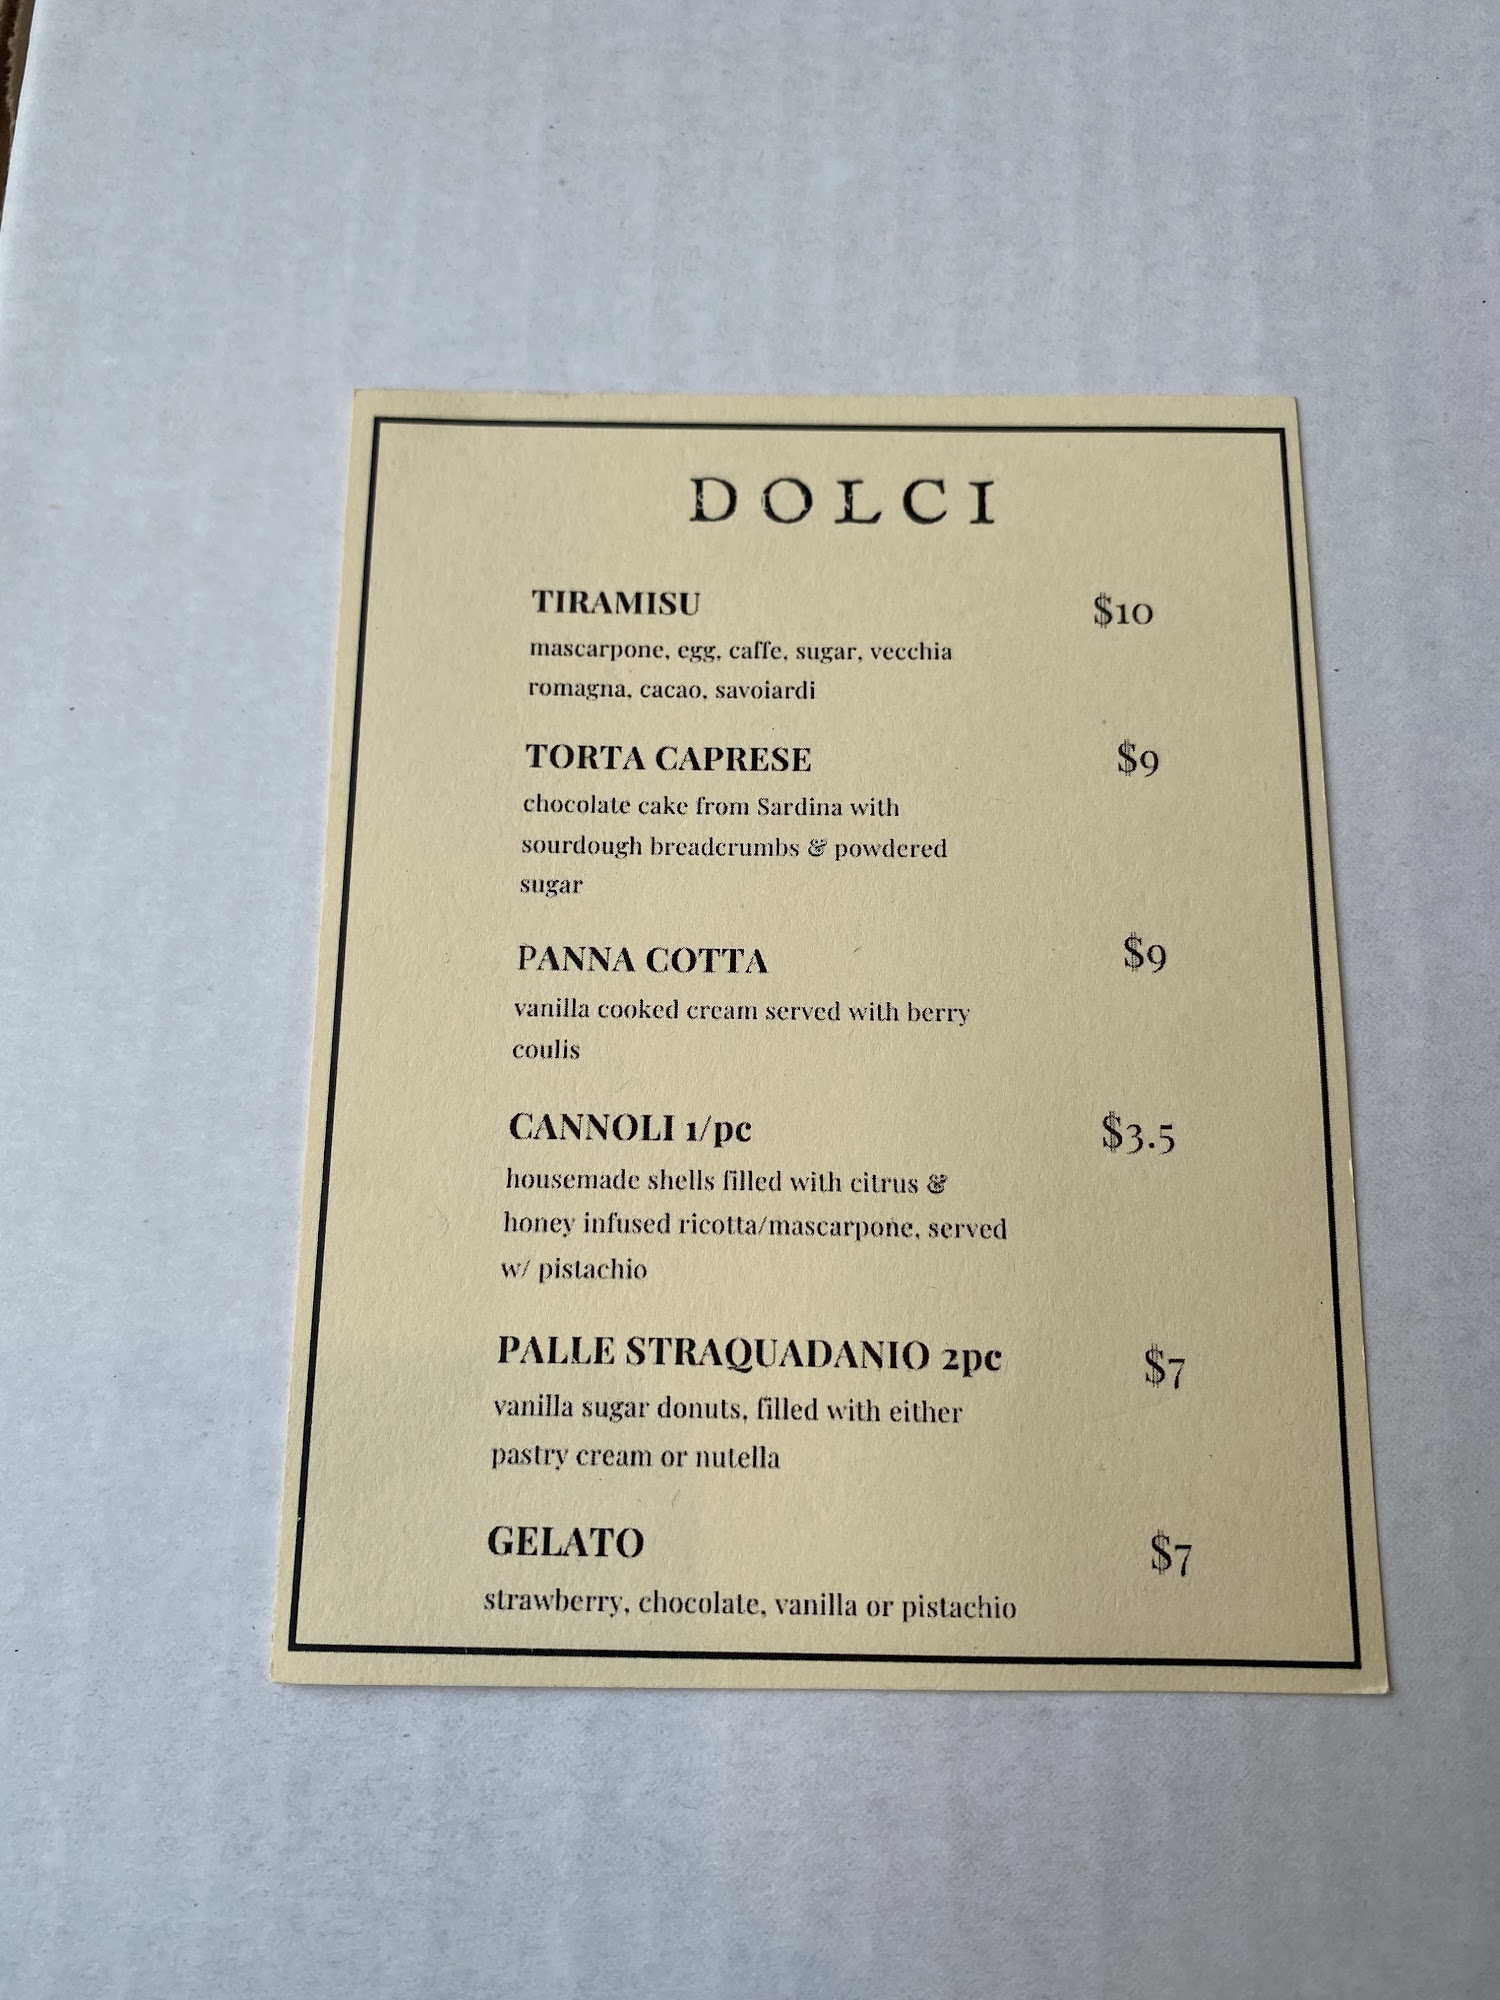 DOLCI
TIRAMISU $10
mascarpone, egg, caffe, sugar, vecchia
romagna, cacao, savoiardi
TORTA CAPRESE $9
chocolate cake from Sardina with
sourdough breadcrumbs & powdered
sugar
PANNA COTTA $9
vanilla cooked cream served with berry
coulis
CANNOLI 1/pc $3.5
housemade shells filled with citrus &
honey infused ricotta/mascarpone, served
w/ pistachio
PALLE STRAQUADANIO 2pc $7
vanilla sugar donuts, filled with either
pastry cream or nutella
GELATO $7
strawberry, chocolate, vanilla or pistachio